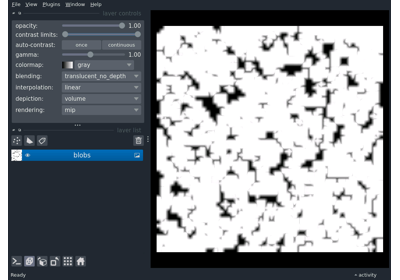 File View Plugins Window Help
layer controls
opacity: 1.00
contrast limits:
auto-contrast: once continuous
gamma: 1.00
colormap: gray
blending: translucent_no_depth
interpolation: linear
depiction: volume
rendering: mip
layer list
blobs
Ready
activity